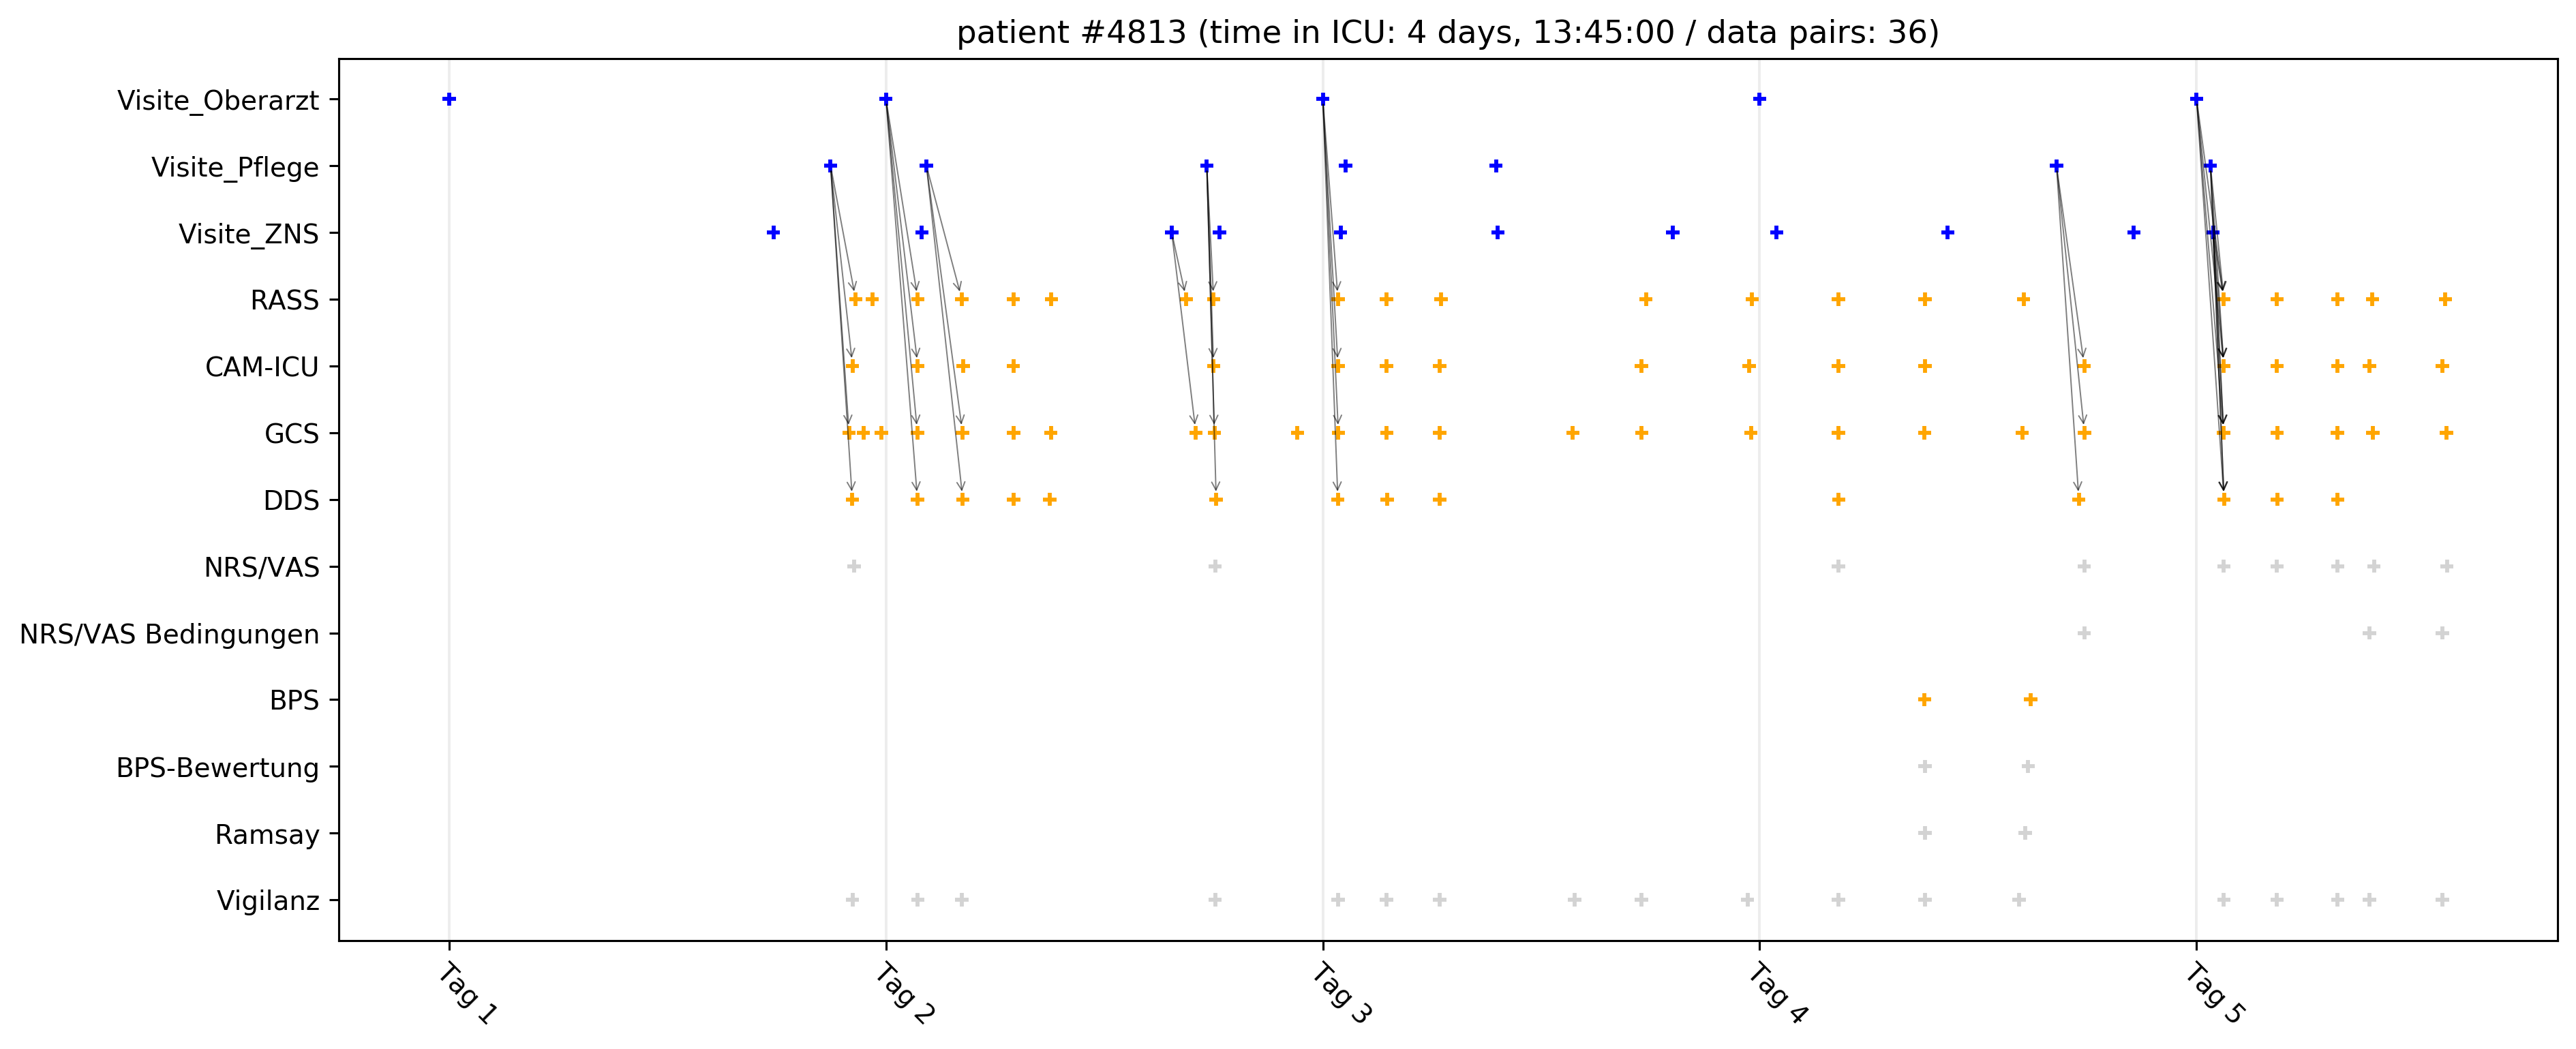 patient #4813 (time in ICU: 4 days, 13:45:00 / data pairs: 36)
Visite_Oberarzt
Visite_Pflege
Visite_ZNS
RASS
CAM-ICU
GCS
DDS
NRS/VAS
NRS/VAS Bedingungen
BPS
BPS-Bewertung
Ramsay
Vigilanz
Tag 1
Tag 2
Tag 3
Tag 4
Tag 5